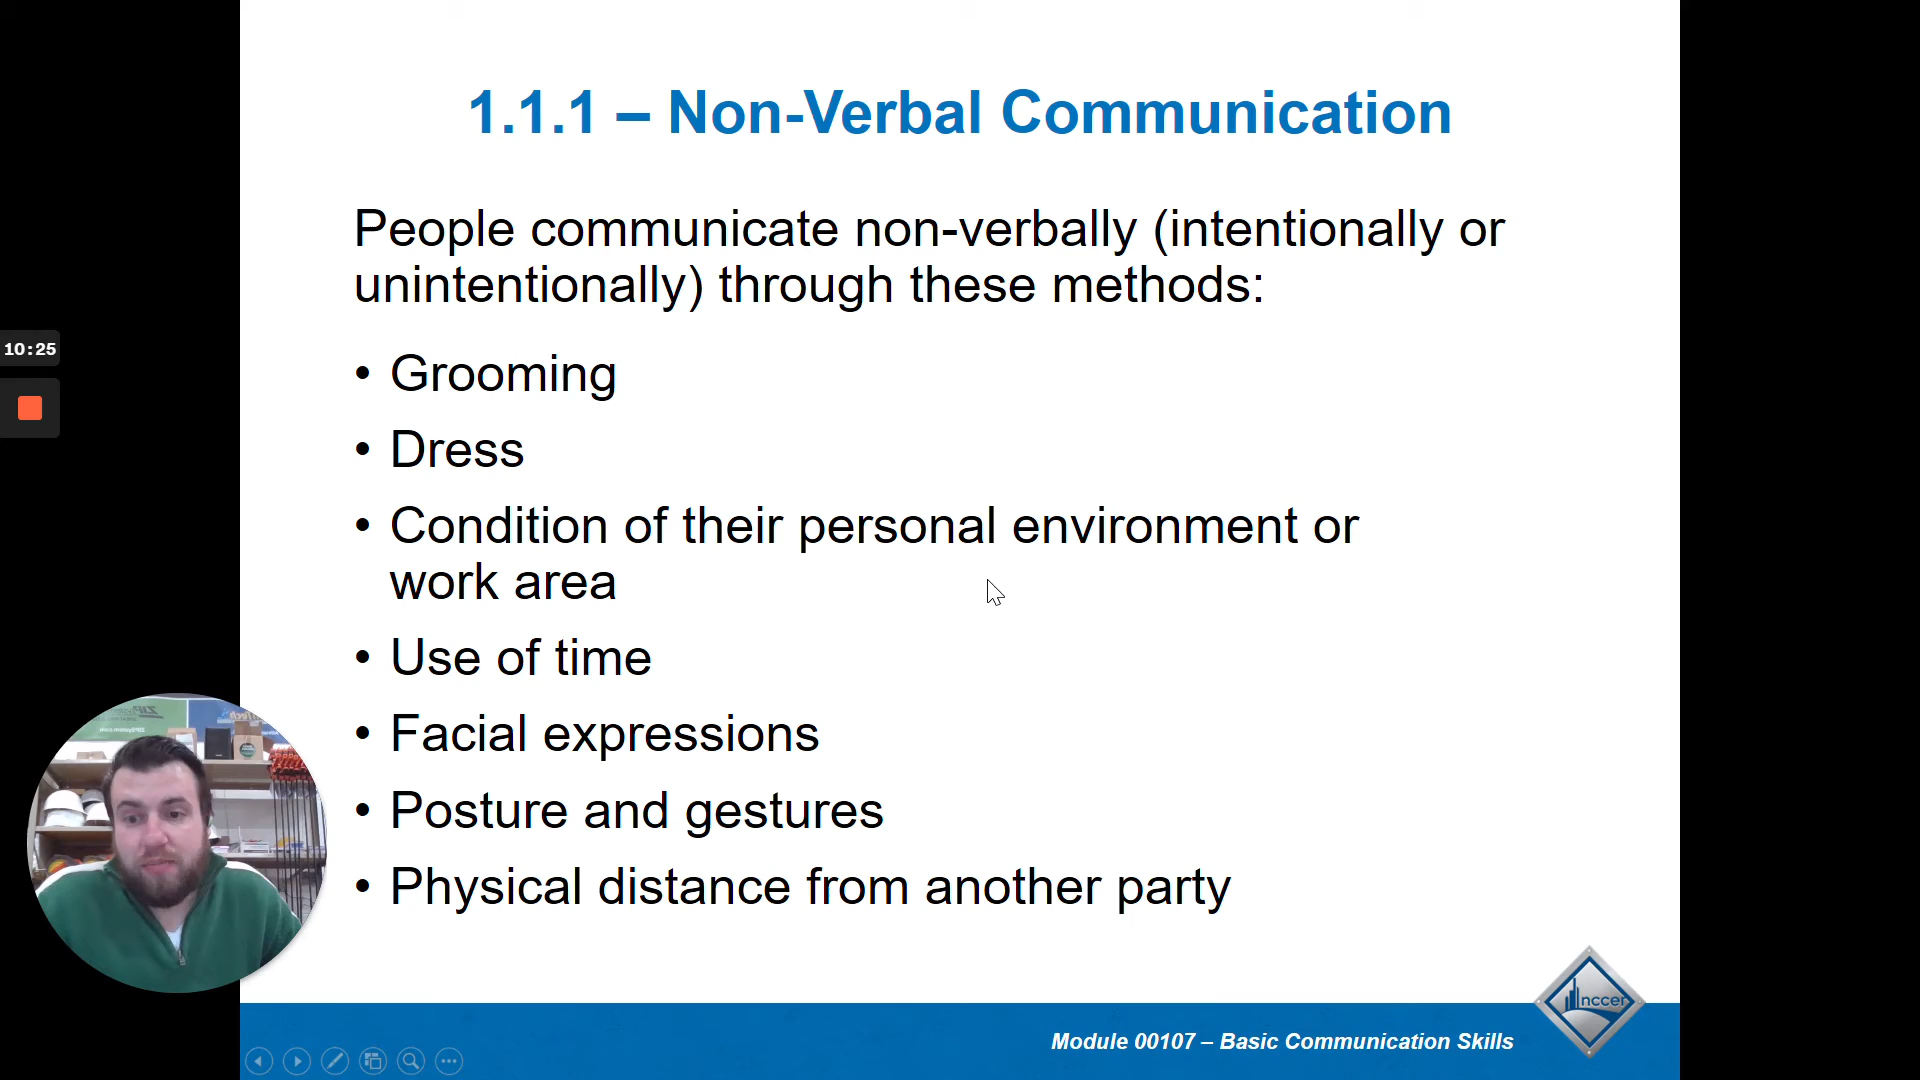 1.1.1 – Non-Verbal Communication
People communicate non-verbally (intentionally or
unintentionally) through these methods:
• Grooming
• Dress
• Condition of their personal environment or
work area
• Use of time
• Facial expressions
• Posture and gestures
• Physical distance from another party
10:25
nccer
Module 00107 – Basic Communication Skills